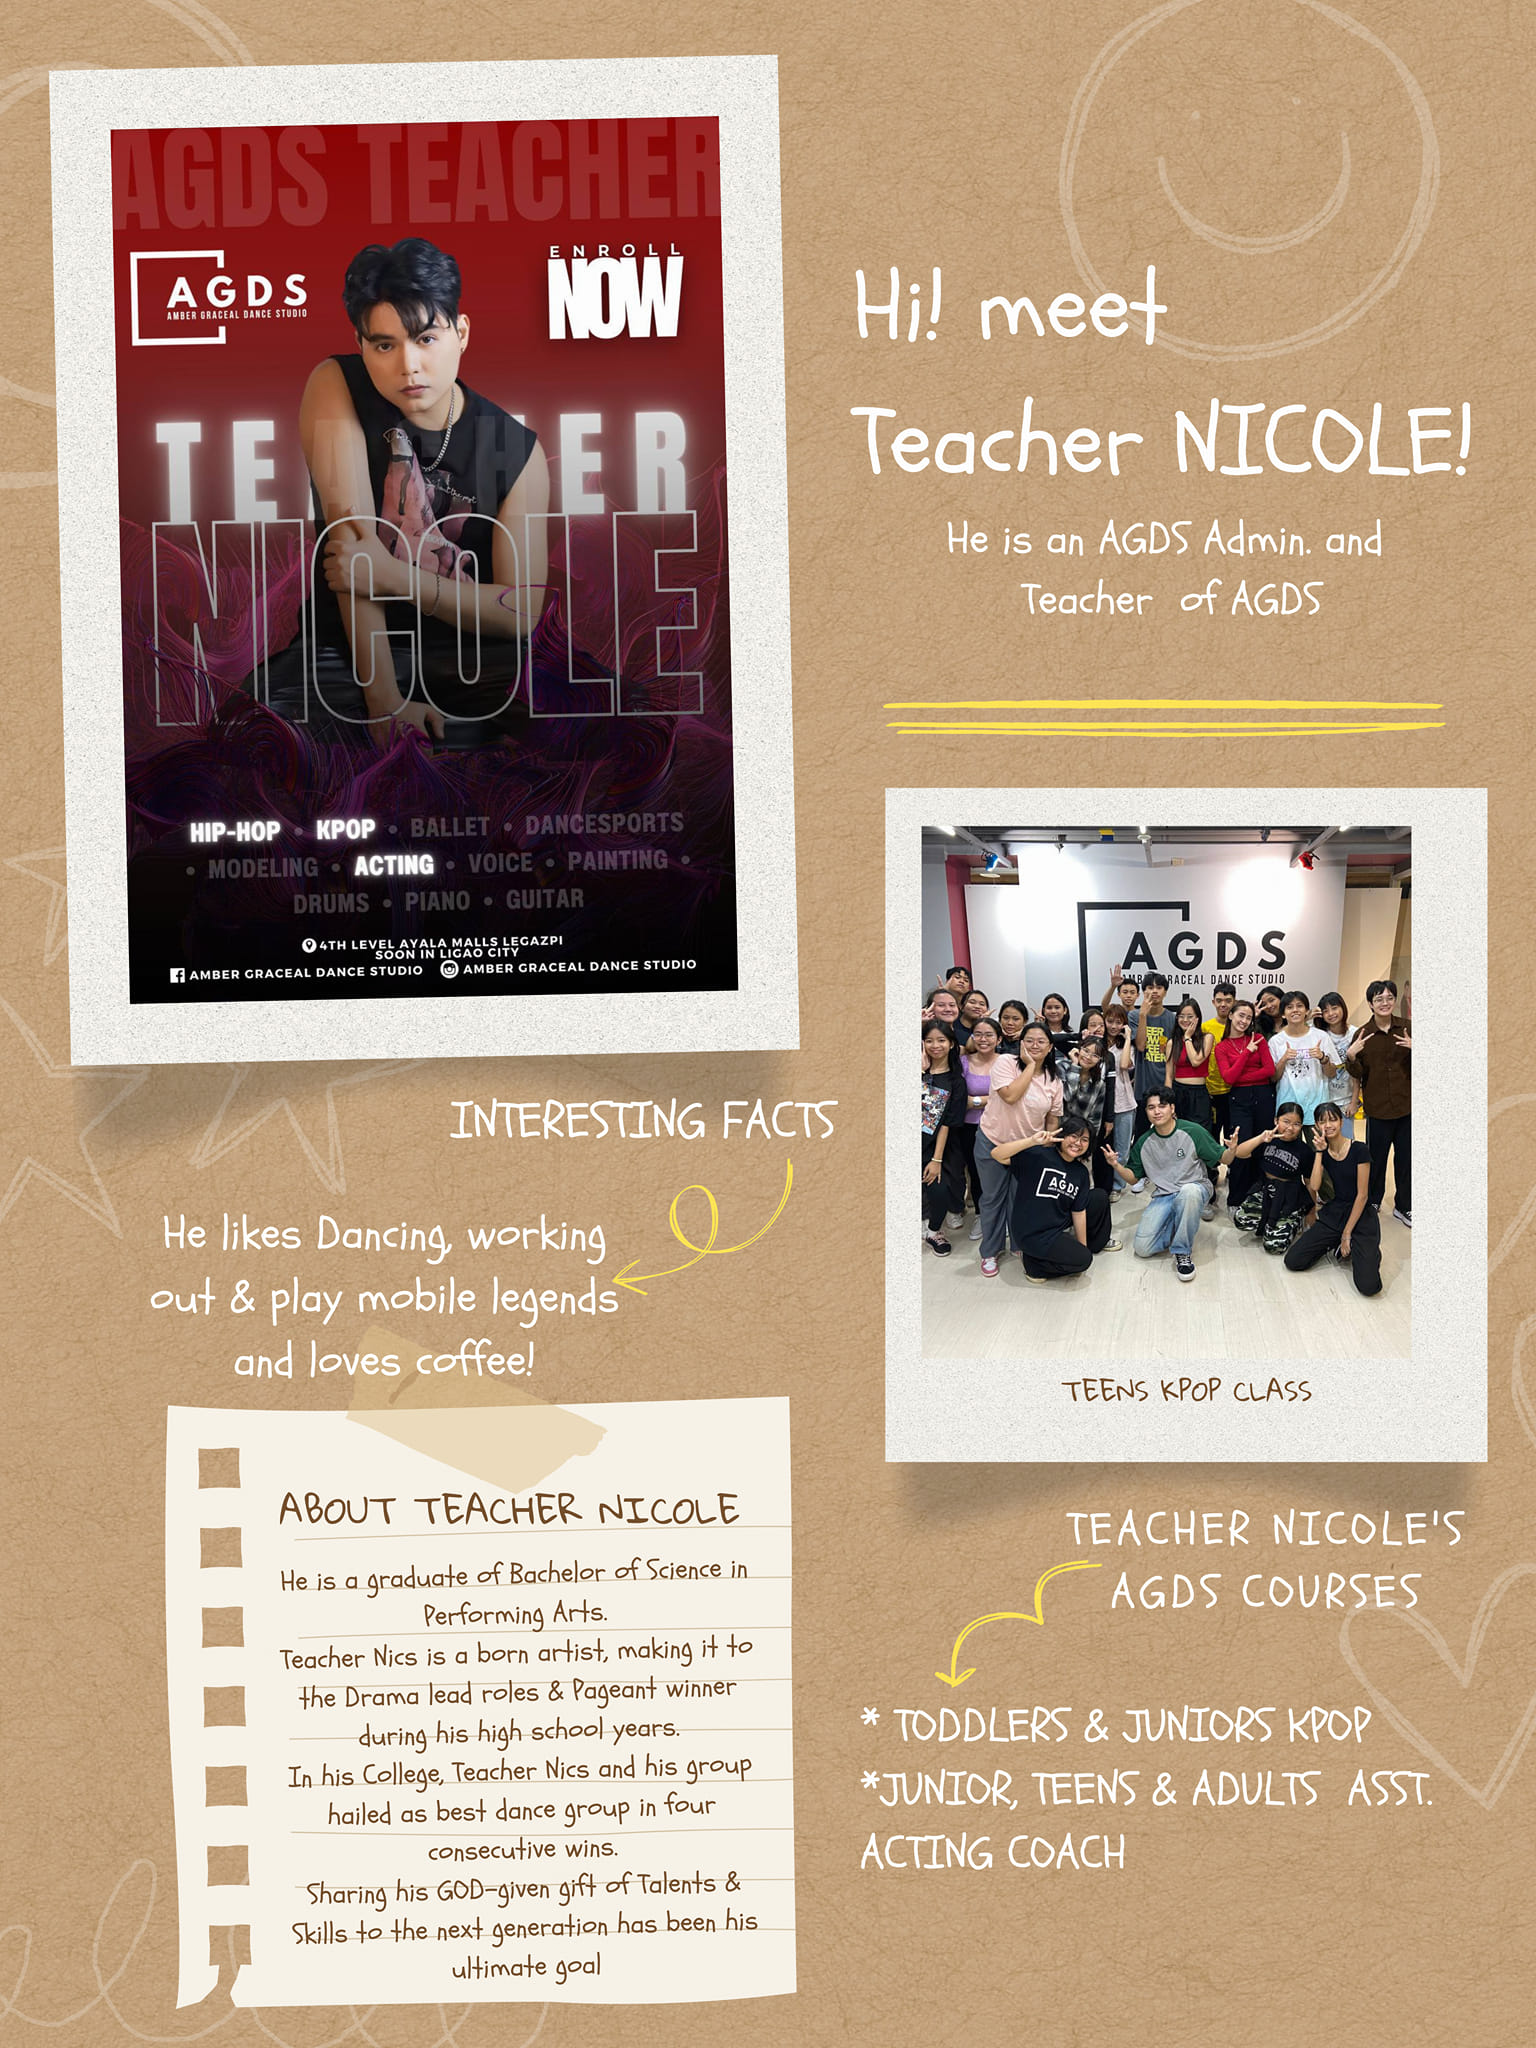 AGDS TEACHER
AGDS
AMBER GRACEAL DANCE STUDIO
ENROLL
NOW
TEACHER
NICOLE
HIP-HOP • KPOP • BALLET • DANCESPORTS
• MODELING • ACTING • VOICE • PAINTING •
DRUMS • PIANO • GUITAR
4TH LEVEL AYALA MALLS LEGAZPI
SOON IN LIGAO CITY
AMBER GRACEAL DANCE STUDIO AMBER GRACEAL DANCE STUDIO
Hi! meet
Teacher NICOLE!
He is an AGDS Admin. and
Teacher of AGDS
AGDS
AMBER GRACEAL DANCE STUDIO
AGDS
TEENS KPOP CLASS
INTERESTING FACTS
He likes Dancing, working
out & play mobile legends
and loves coffee!
ABOUT TEACHER NICOLE
He is a graduate of Bachelor of Science in
Performing Arts.
Teacher Nics is a born artist, making it to
the Drama lead roles & Pageant winner
during his high school years.
In his College, Teacher Nics and his group
hailed as best dance group in four
consecutive wins.
Sharing his GOD-given gift of Talents &
Skills to the next generation has been his
ultimate goal
TEACHER NICOLE'S
AGDS COURSES
* TODDLERS & JUNIORS KPOP
*JUNIOR, TEENS & ADULTS ASST.
ACTING COACH